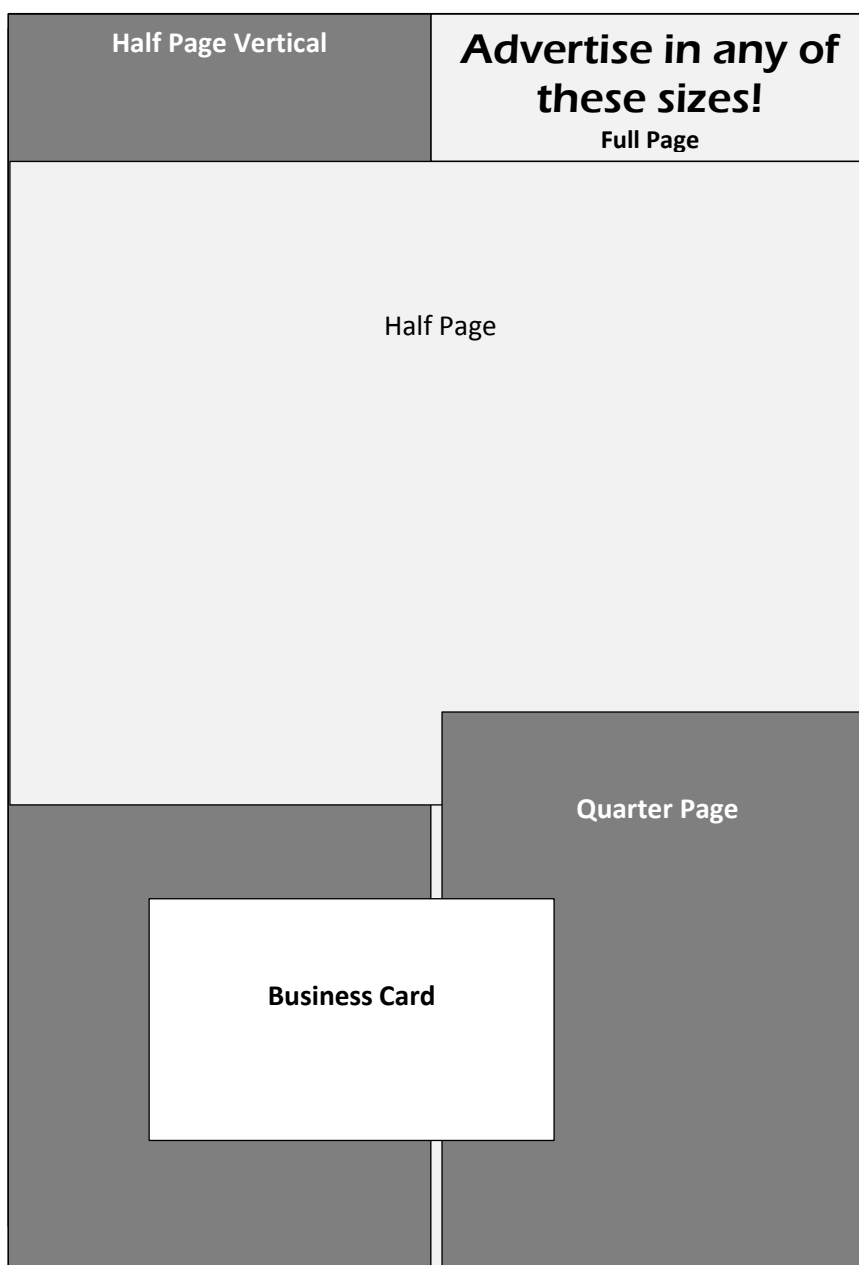 Half Page Vertical
Advertise in any of
these sizes!
Full Page
Half Page
Quarter Page
Business Card